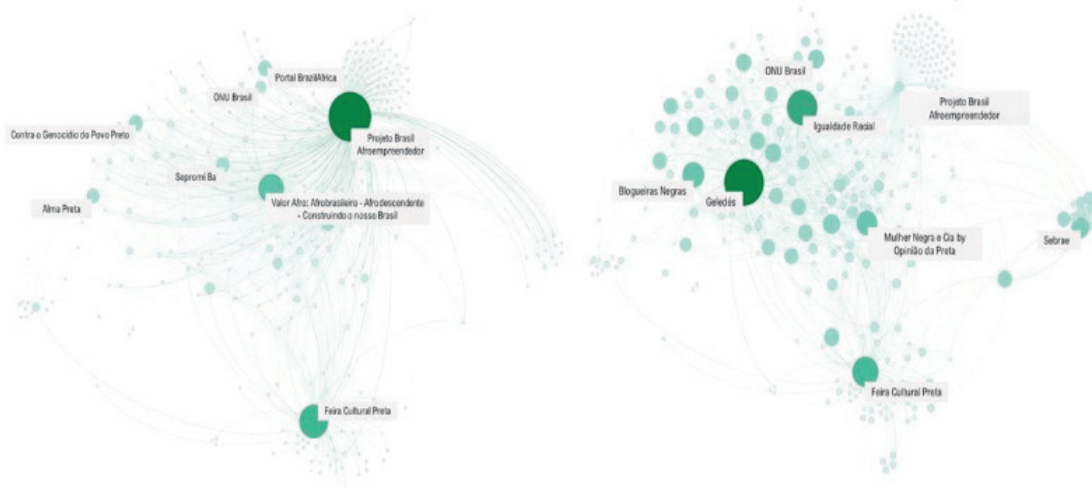 Portal BrazilAfrica
ONU Brasil
Contra o Genocídio do Povo Preto
Projeto Brasil
Afroempreendedor
Sepromi Ba
Alma Preta
Valor Afro: Afrobrasileiro - Afrodescendente
- Construindo o nosso Brasil
Feira Cultural Preta
ONU Brasil
Projeto Brasil
Afroempreendedor
Igualdade Racial
Blogueiras Negras
Geledés
Mulher Negra e Cia by
Opinião da Preta
Sebrae
Feira Cultural Preta